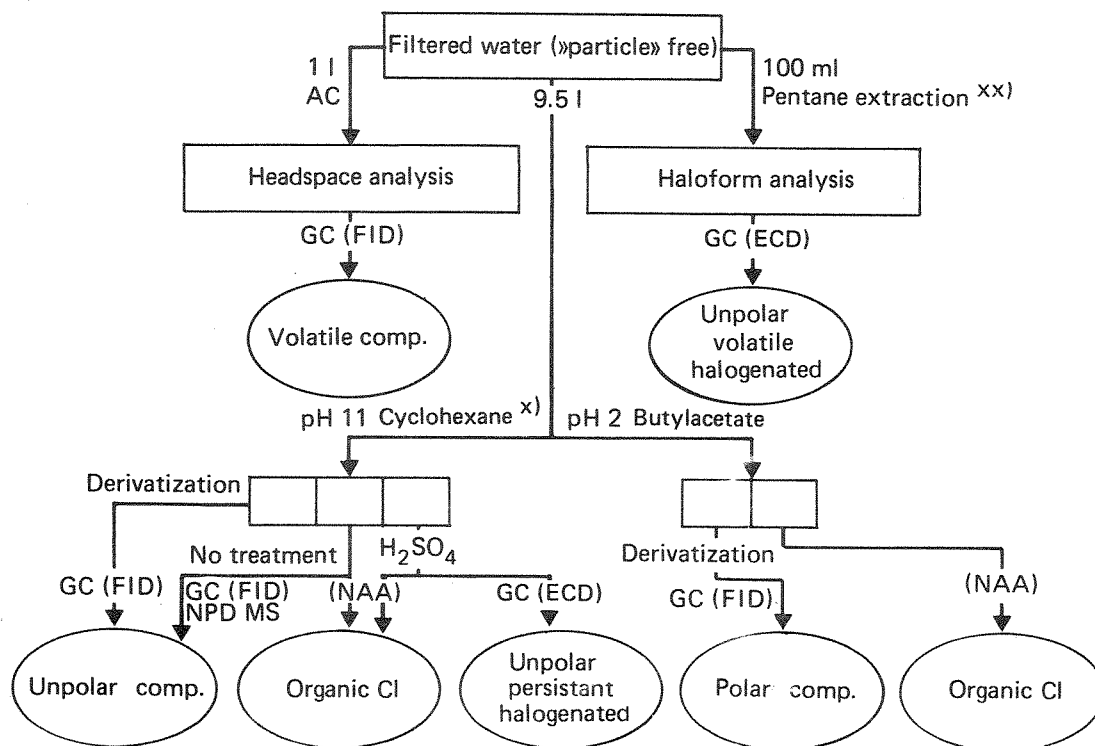 Filtered water (»particle» free)
1 l
AC
9.5 l
100 ml
Pentane extraction xx)
Headspace analysis
Haloform analysis
GC (FID)
GC (ECD)
Volatile comp.
Unpolar
volatile
halogenated
pH 11 Cyclohexane x)
pH 2 Butylacetate
Derivatization
No treatment
H2SO4
Derivatization
GC (FID)
GC (FID)
NPD MS
(NAA)
GC (ECD)
GC (FID)
(NAA)
Unpolar comp.
Organic Cl
Unpolar
persistant
halogenated
Polar comp.
Organic Cl